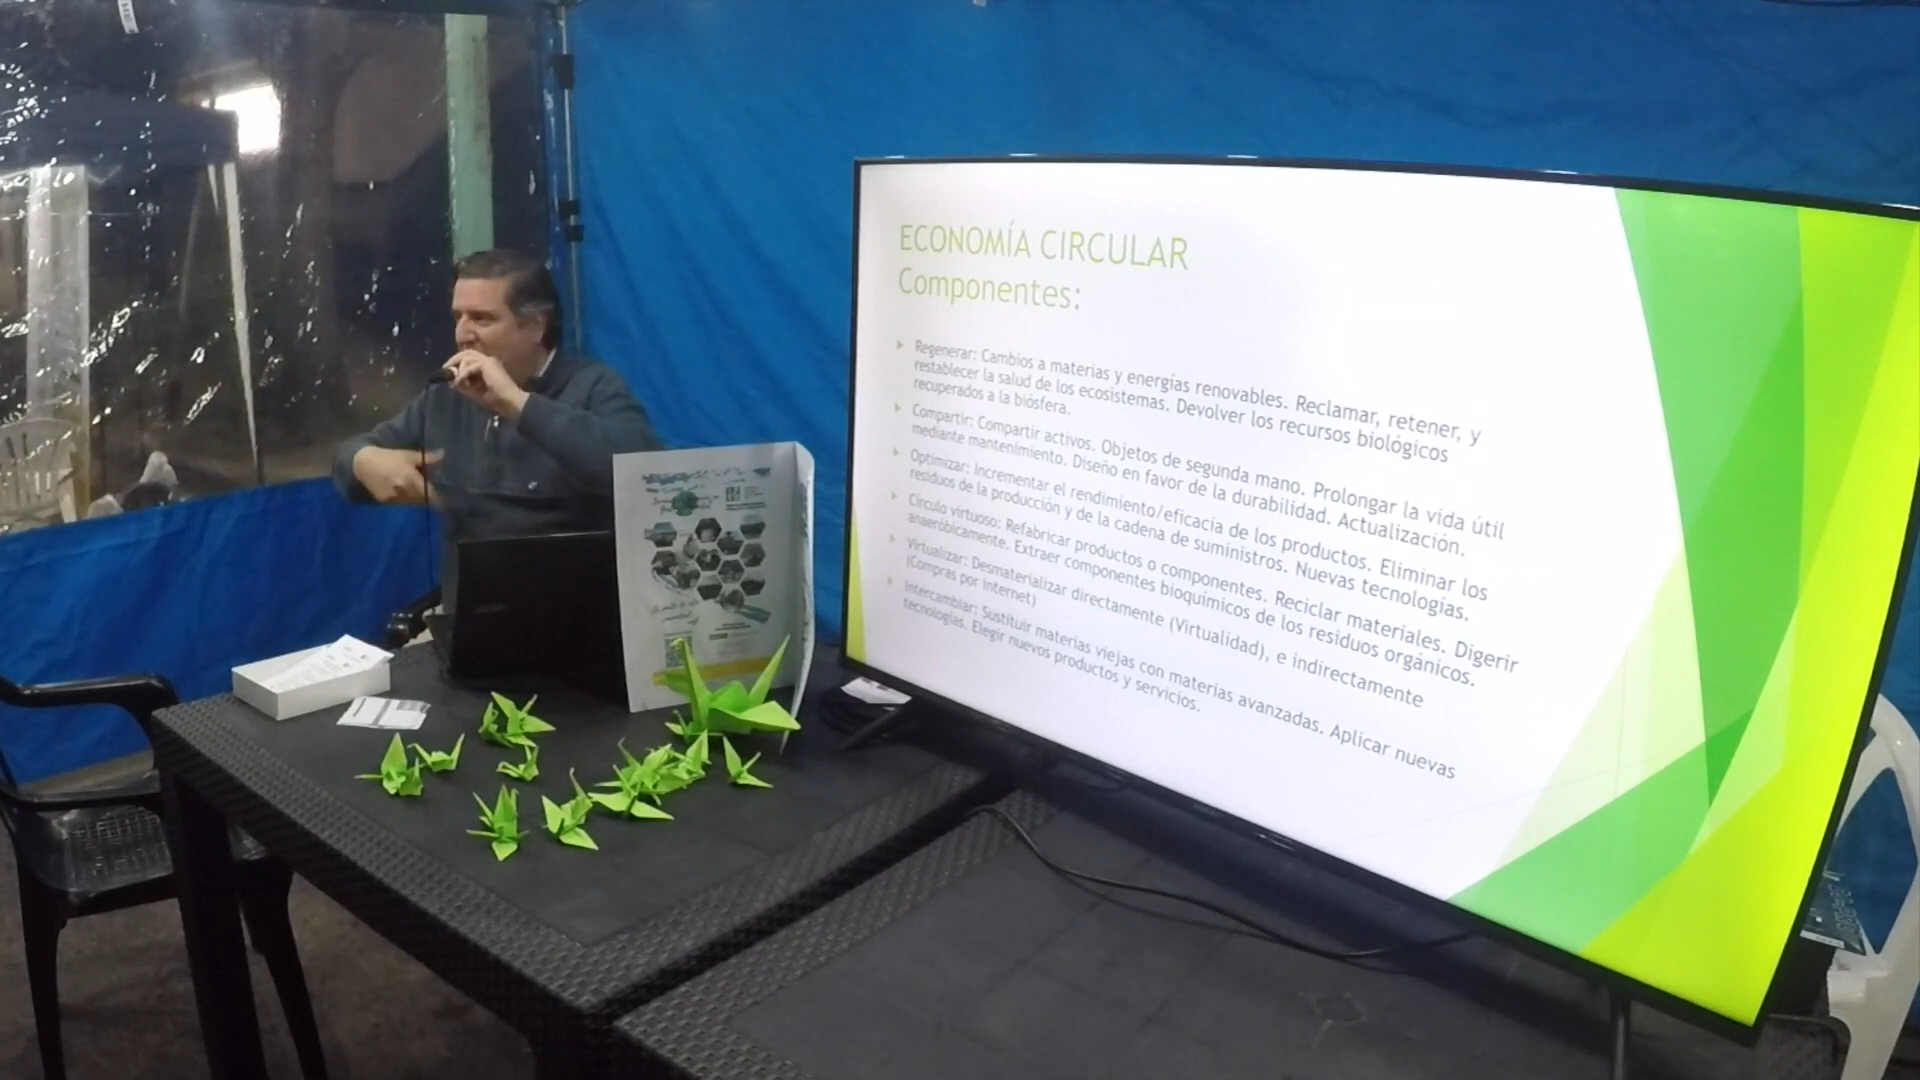 ECONOMÍA CIRCULAR
Componentes:
Regenerar: Cambios a materias y energías renovables. Reclamar, retener, y
restablecer la salud de los ecosistemas. Devolver los recursos biológicos
recuperados a la biósfera.
Compartir: Compartir activos. Objetos de segunda mano. Prolongar la vida útil
mediante mantenimiento. Diseño en favor de la durabilidad. Actualización.
Optimizar: Incrementar el rendimiento/eficacia de los productos. Eliminar los
residuos de la producción y de la cadena de suministros. Nuevas tecnologías.
Círculo virtuoso: Refabricar productos o componentes. Reciclar materiales. Digerir
anaeróbicamente. Extraer componentes bioquímicos de los residuos orgánicos.
Virtualizar: Desmaterializar directamente (Virtualidad), e indirectamente
(Compras por internet)
Intercambiar: Sustituir materias viejas con materias avanzadas. Aplicar nuevas
tecnologías. Elegir nuevos productos y servicios.